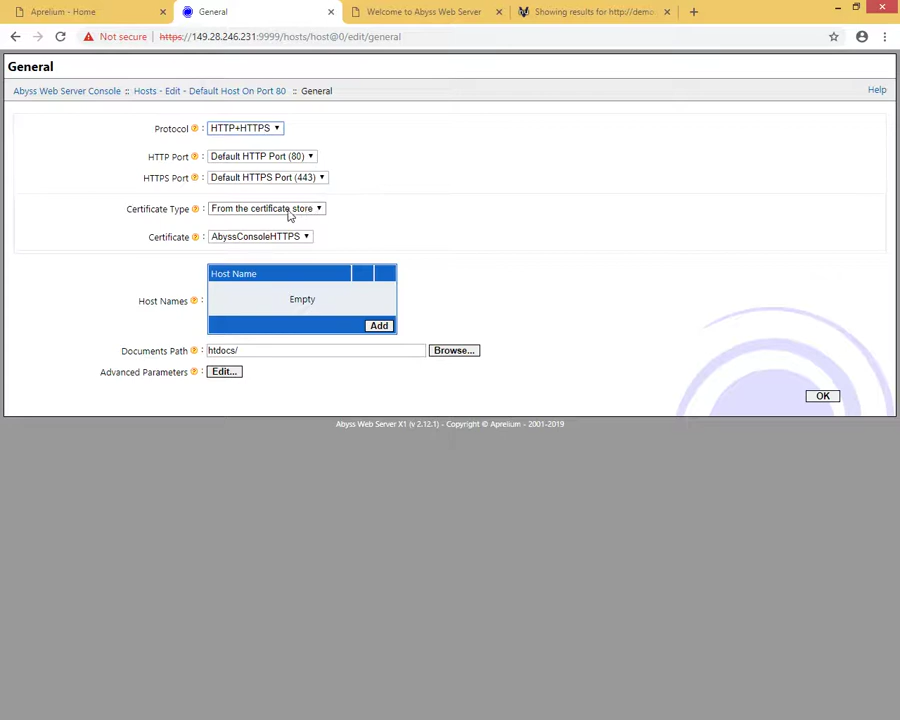 Aprelium - Home
General
Welcome to Abyss Web Server
Showing results for http://demo.
Not secure
https://149.28.246.231:9999/hosts/host@0/edit/general
General
Abyss Web Server Console :: Hosts - Edit - Default Host On Port 80 :: General
Help
Protocol ? : HTTP+HTTPS
HTTP Port ? : Default HTTP Port (80)
HTTPS Port ? : Default HTTPS Port (443)
Certificate Type ? : From the certificate store
Certificate ? : AbyssConsoleHTTPS
Host Name
Host Names ? : Empty
Add
Documents Path ? : htdocs/ Browse...
Advanced Parameters ? : Edit...
OK
Abyss Web Server X1 (v 2.12.1) - Copyright © Aprelium - 2001-2019